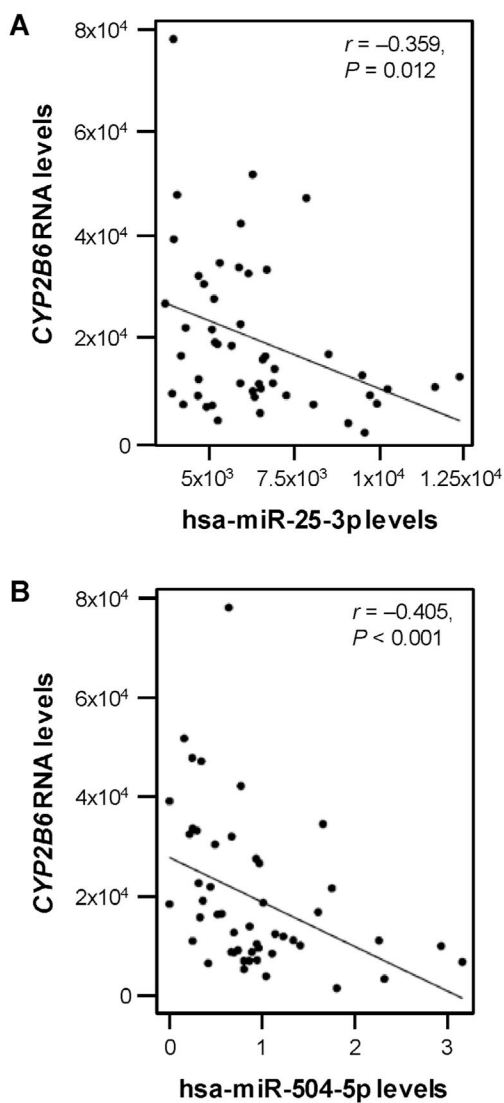 A
r = –0.359,
P = 0.012
8x10⁴
6x10⁴
4x10⁴
2x10⁴
0
CYP2B6 RNA levels
5x10³ 7.5x10³ 1x10⁴ 1.25x10⁴
hsa-miR-25-3p levels
B
r = –0.405,
P < 0.001
8x10⁴
6x10⁴
4x10⁴
2x10⁴
0
CYP2B6 RNA levels
0 1 2 3
hsa-miR-504-5p levels